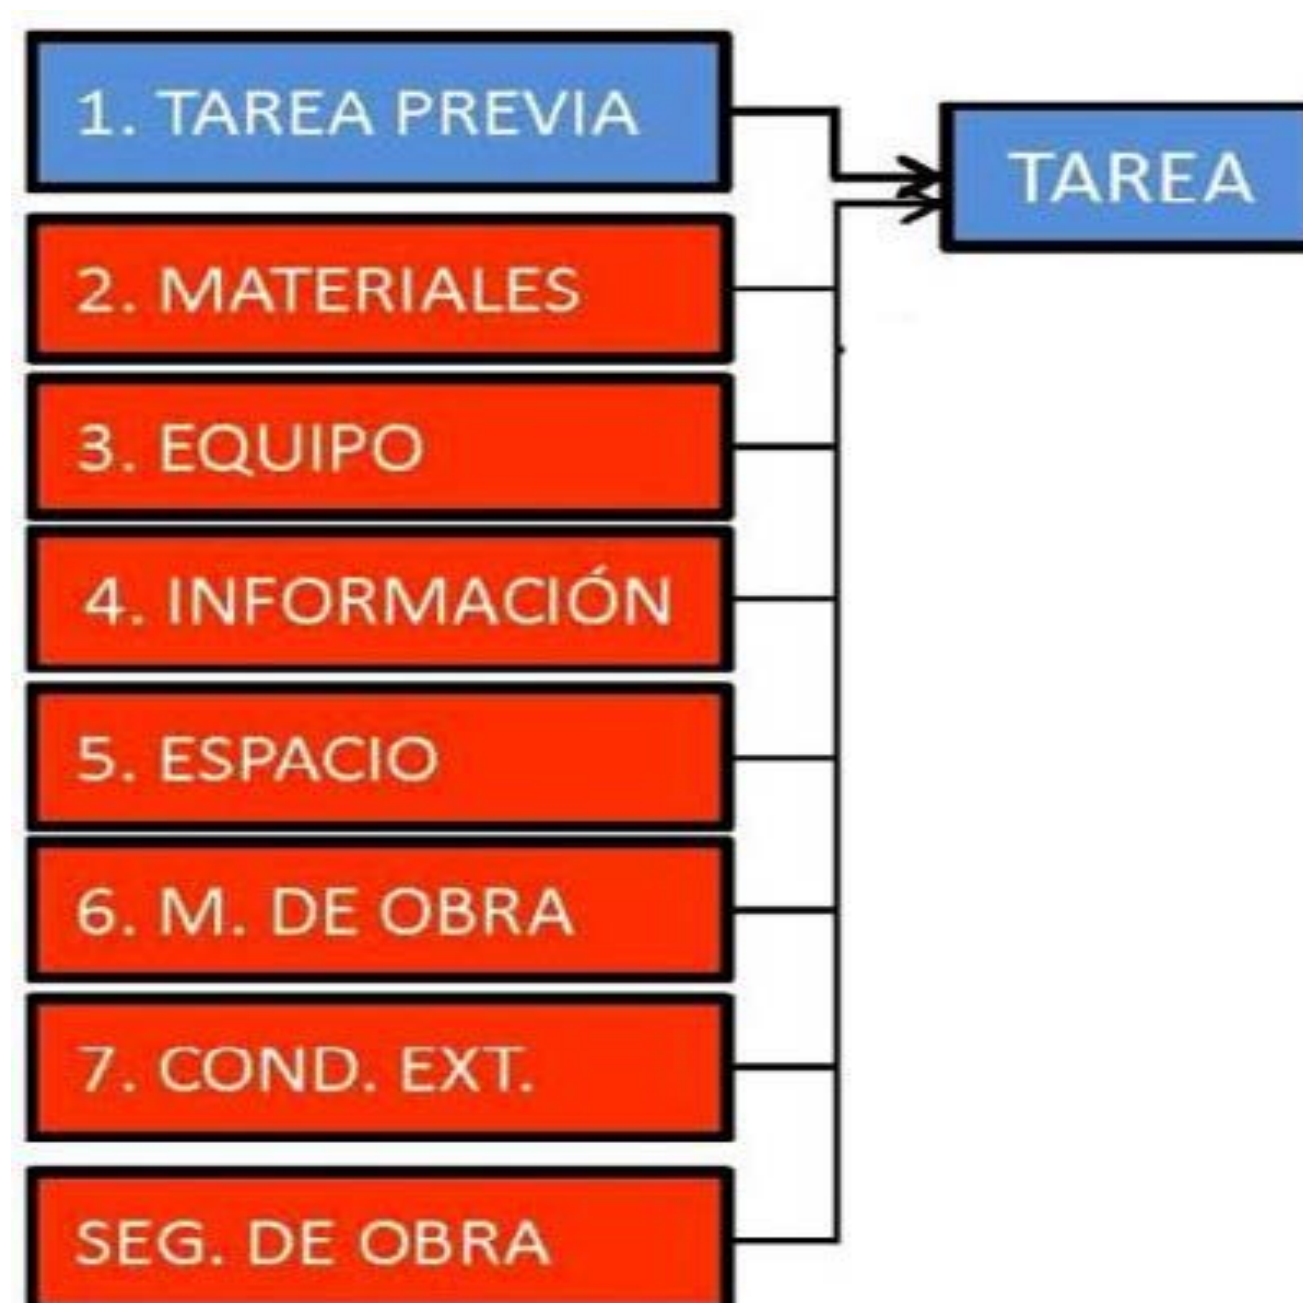 1. TAREA PREVIA
TAREA
2. MATERIALES
3. EQUIPO
4. INFORMACIÓN
5. ESPACIO
6. M. DE OBRA
7. COND. EXT.
SEG. DE OBRA